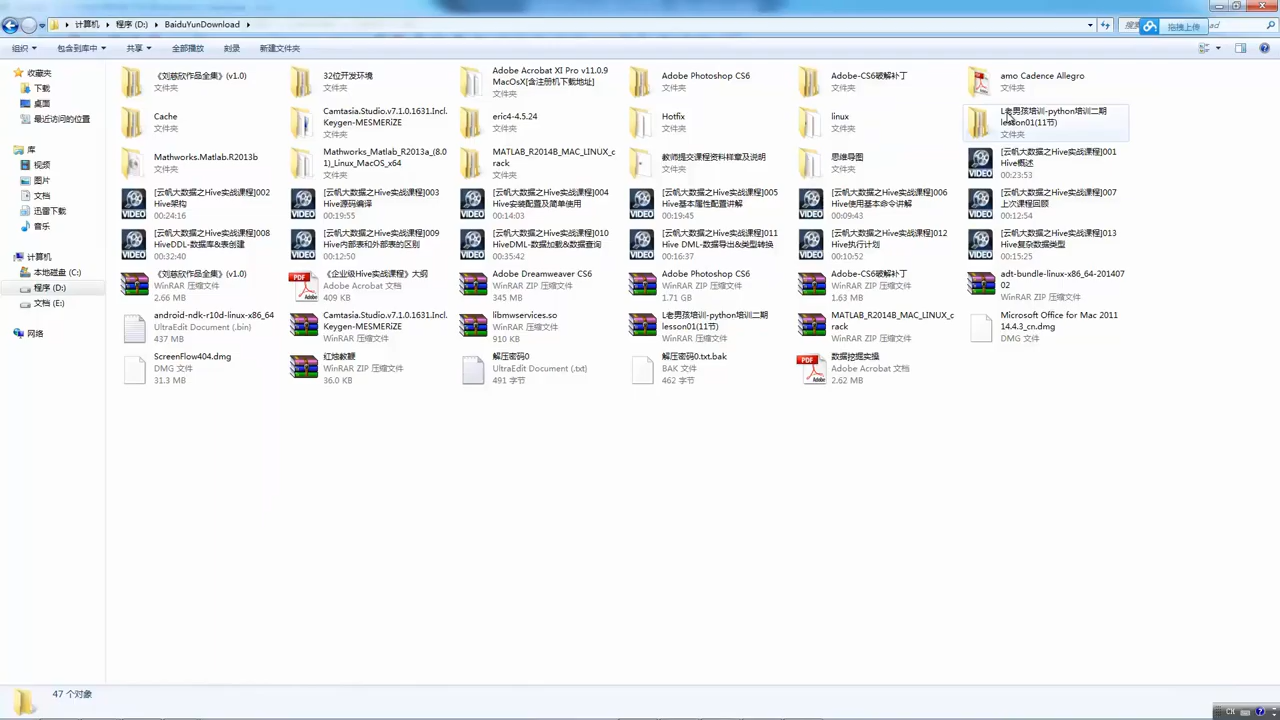 计算机 ▸ 程序 (D:) ▸ BaiduYunDownload ▸
拖拽上传
组织 包含到库中 共享 全部播放 刻录 新建文件夹
收藏夹
下载
桌面
最近访问的位置
库
视频
图片
文档
迅雷下载
音乐
计算机
本地磁盘 (C:)
程序 (D:)
文档 (E:)
网络
《刘慈欣作品全集》(v1.0)
文件夹
32位开发环境
文件夹
Adobe Acrobat XI Pro v11.0.9
MacOsX[含注册机下载地址]
文件夹
Adobe Photoshop CS6
文件夹
Adobe-CS6破解补丁
文件夹
amo Cadence Allegro
文件夹
Cache
文件夹
Camtasia.Studio.v7.1.0.1631.Incl.
Keygen-MESMERiZE
文件夹
eric4-4.5.24
文件夹
Hotfix
文件夹
linux
文件夹
L老男孩培训-python培训二期
lesson01(11节)
文件夹
Mathworks.Matlab.R2013b
文件夹
Mathworks_Matlab_R2013a_(8.0
1)_Linux_MacOS_x64
文件夹
MATLAB_R2014B_MAC_LINUX_c
rack
文件夹
教师提交课程资料样章及说明
文件夹
思维导图
文件夹
[云帆大数据之Hive实战课程]001
Hive概述
00:23:53
[云帆大数据之Hive实战课程]002
Hive架构
00:24:16
[云帆大数据之Hive实战课程]003
Hive源码编译
00:19:55
[云帆大数据之Hive实战课程]004
Hive安装配置及简单使用
00:14:03
[云帆大数据之Hive实战课程]005
Hive基本属性配置讲解
00:19:45
[云帆大数据之Hive实战课程]006
Hive使用基本命令讲解
00:09:43
[云帆大数据之Hive实战课程]007
上次课程回顾
00:12:54
[云帆大数据之Hive实战课程]008
HiveDDL-数据库&表创建
00:32:40
[云帆大数据之Hive实战课程]009
Hive内部表和外部表的区别
00:12:50
[云帆大数据之Hive实战课程]010
HiveDML-数据加载&数据查询
00:35:42
[云帆大数据之Hive实战课程]011
Hive DML-数据导出&类型转换
00:16:37
[云帆大数据之Hive实战课程]012
Hive执行计划
00:10:52
[云帆大数据之Hive实战课程]013
Hive复杂数据类型
00:15:25
《刘慈欣作品全集》(v1.0)
WinRAR 压缩文件
2.66 MB
《企业级Hive实战课程》大纲
Adobe Acrobat 文档
409 KB
Adobe Dreamweaver CS6
WinRAR ZIP 压缩文件
345 MB
Adobe Photoshop CS6
WinRAR ZIP 压缩文件
1.71 GB
Adobe-CS6破解补丁
WinRAR ZIP 压缩文件
1.63 MB
adt-bundle-linux-x86_64-201407
02
WinRAR ZIP 压缩文件
android-ndk-r10d-linux-x86_64
UltraEdit Document (.bin)
437 MB
Camtasia.Studio.v7.1.0.1631.Incl.
Keygen-MESMERiZE
WinRAR 压缩文件
libmwservices.so
WinRAR 压缩文件
910 KB
L老男孩培训-python培训二期
lesson01(11节)
WinRAR ZIP 压缩文件
MATLAB_R2014B_MAC_LINUX_c
rack
WinRAR ZIP 压缩文件
Microsoft Office for Mac 2011
14.4.3_cn.dmg
DMG 文件
ScreenFlow404.dmg
DMG 文件
31.3 MB
红烛教鞭
WinRAR ZIP 压缩文件
36.0 KB
解压密码0
UltraEdit Document (.txt)
491 字节
解压密码0.txt.bak
BAK 文件
462 字节
数据挖掘实操
Adobe Acrobat 文档
2.62 MB
47 个对象
CH